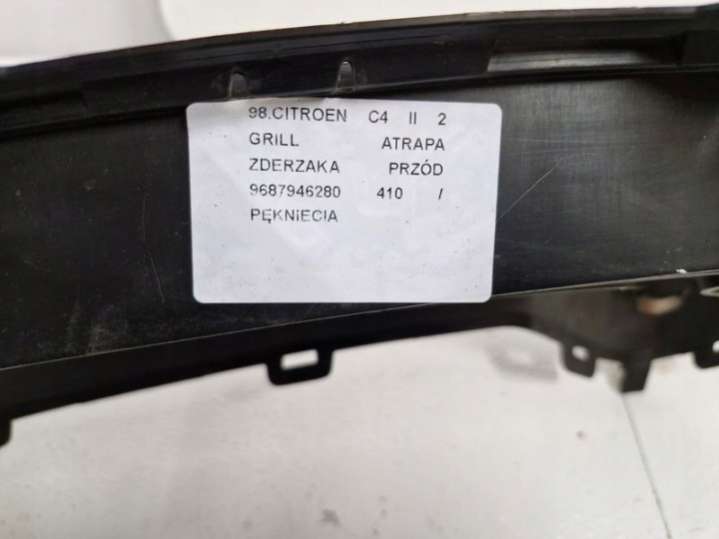 98.CITROEN C4 II 2
GRILL ATRAPA
ZDERZAKA PRZÓD
9687946280 410 /
PĘKNIECIA